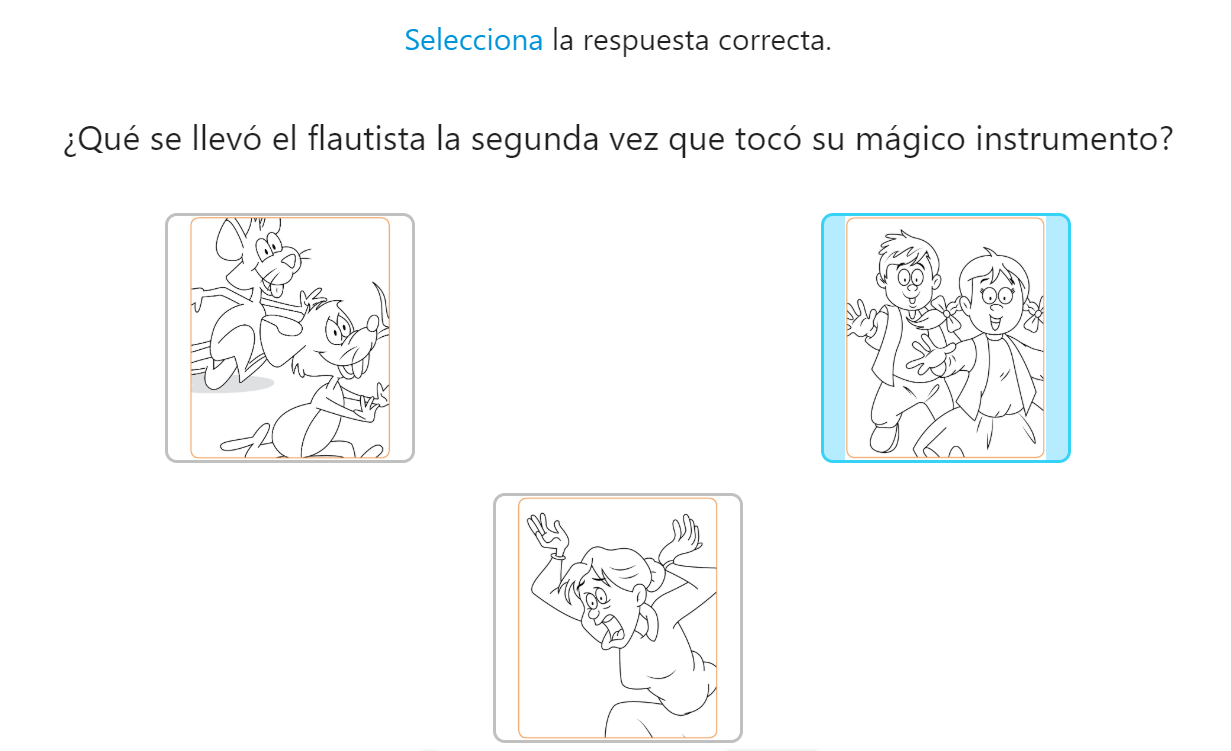 Selecciona la respuesta correcta.
¿Qué se llevó el flautista la segunda vez que tocó su mágico instrumento?